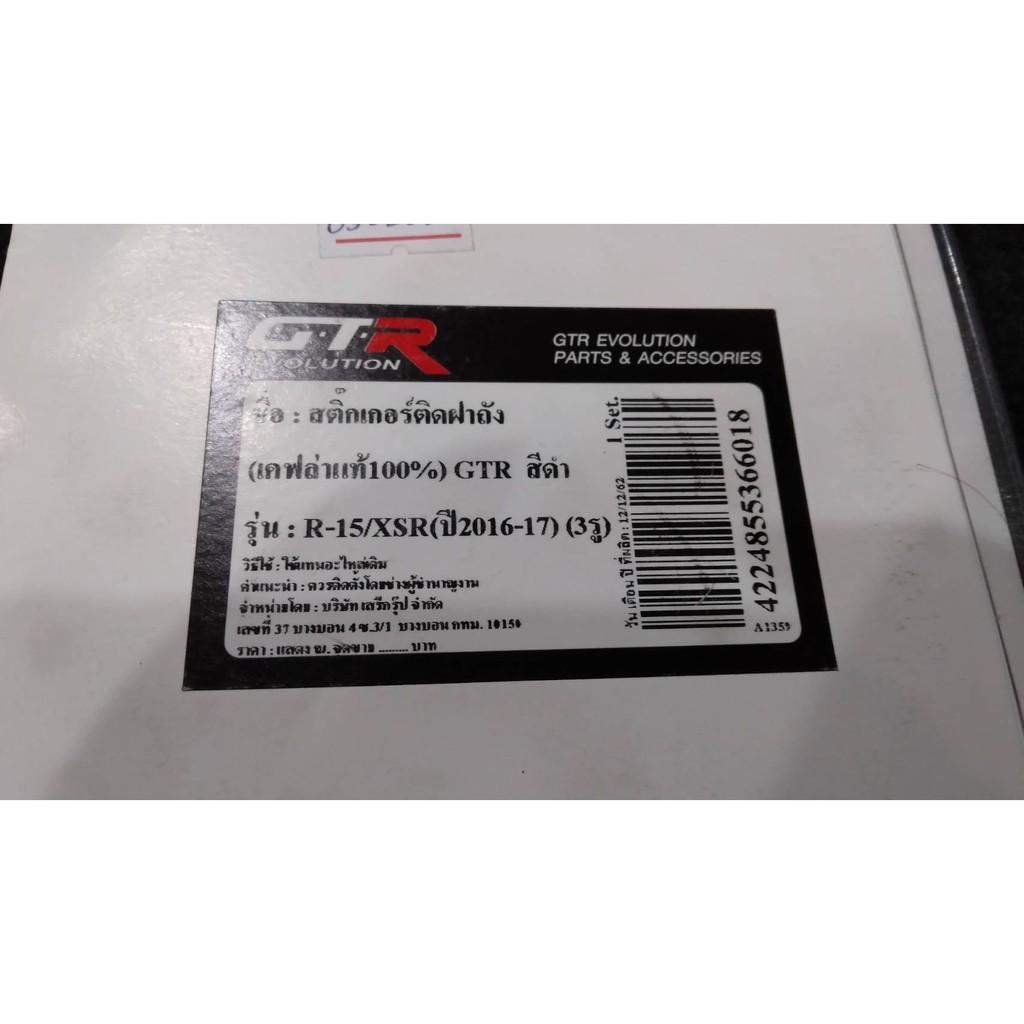 G·T·R
EVOLUTION
GTR EVOLUTION
PARTS & ACCESSORIES
ชื่อ : สติ๊กเกอร์ติดฝาถัง
(เคฟล่าแท้100%) GTR สีดำ
รุ่น : R-15/XSR(ปี2016-17) (3รู)
วิธีใช้ : ใช้แทนอะไหล่เดิม
คำแนะนำ : ควรติดตั้งโดยช่างผู้ชำนาญงาน
จำหน่ายโดย : บริษัท เสรีกรุ๊ป จำกัด
เลขที่ 37 บางบอน 4 ซ.3/1 บางบอน กทม. 10150
ราคา : แสดง ณ. จุดขาย ......... บาท
วัน เดือน ปี ที่ผลิต : 12/12/62
1 Set.
4224855366018
A1359